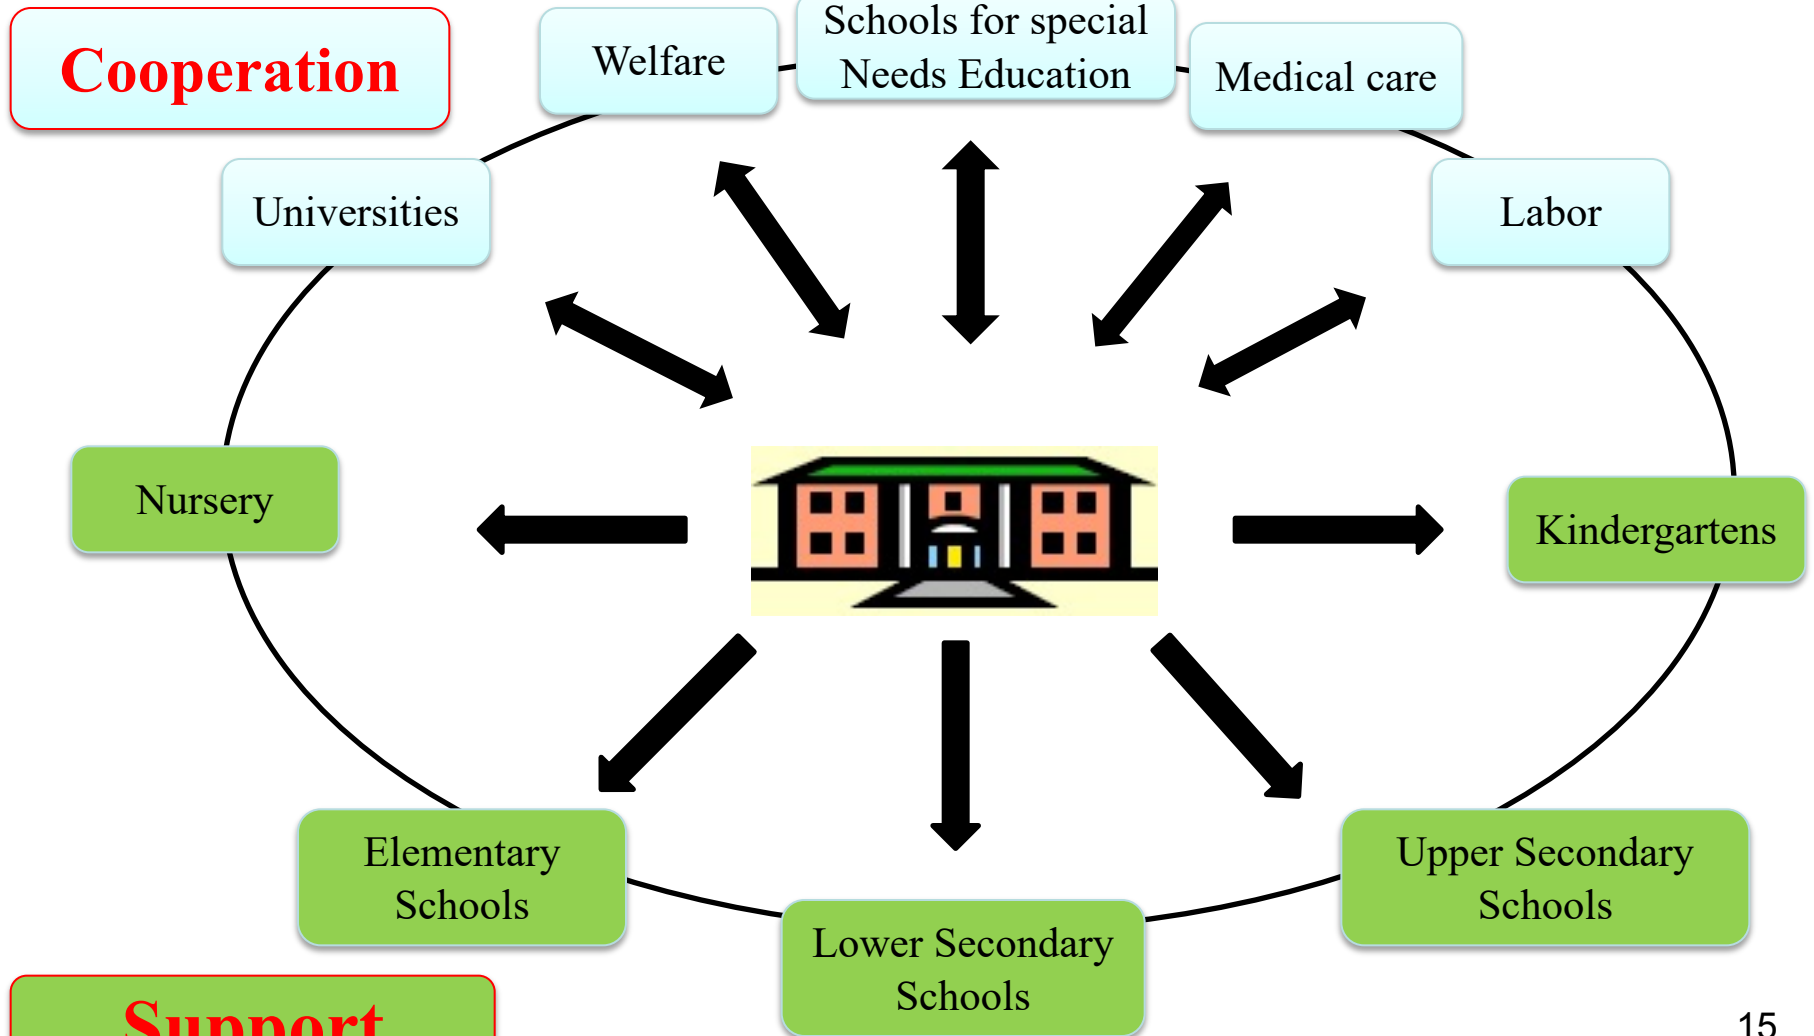 Cooperation
Welfare
Schools for special
Needs Education
Medical care
Universities
Labor
Nursery
Kindergartens
Elementary
Schools
Upper Secondary
Schools
Lower Secondary
Schools
Support
15